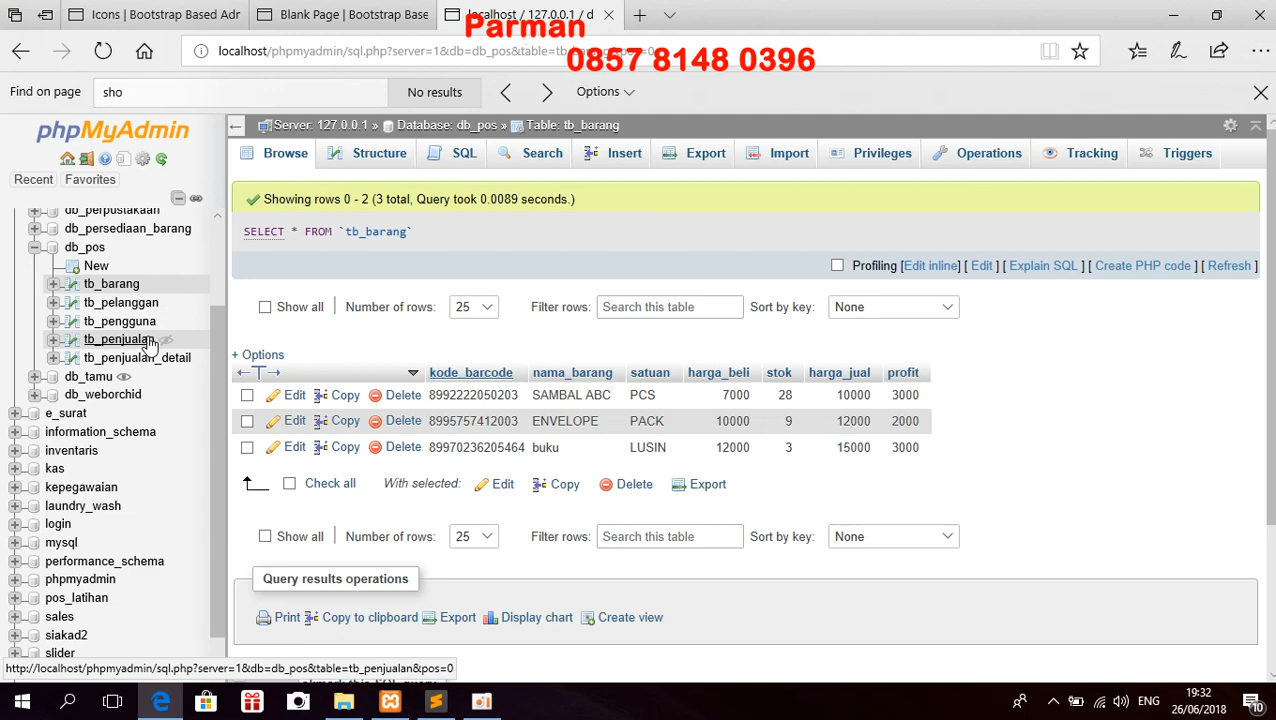 Icons | Bootstrap Based Adr
Blank Page | Bootstrap Base
localhost / 127.0.0.1 / d
Parman
0857 8148 0396
localhost/phpmyadmin/sql.php?server=1&db=db_pos&table=tb
Find on page
sho
No results
Options
phpMyAdmin
Recent
Favorites
db_perpustakaan
db_persediaan_barang
db_pos
New
tb_barang
tb_pelanggan
tb_pengguna
tb_penjualan
tb_penjualan_detail
db_tamu
db_weborchid
e_surat
information_schema
inventaris
kas
kepegawaian
laundry_wash
login
mysql
performance_schema
phpmyadmin
pos_latihan
sales
siakad2
slider
Server: 127.0.0.1 » Database: db_pos » Table: tb_barang
Browse Structure SQL Search Insert Export Import Privileges Operations Tracking Triggers
Showing rows 0 - 2 (3 total, Query took 0.0089 seconds.)
SELECT * FROM `tb_barang`
Profiling [Edit inline] [ Edit ] [ Explain SQL ] [ Create PHP code ] [ Refresh ]
Show all Number of rows: 25 Filter rows: Search this table Sort by key: None
+ Options
kode_barcode nama_barang satuan harga_beli stok harga_jual profit
Edit Copy Delete 8992222050203 SAMBAL ABC PCS 7000 28 10000 3000
Edit Copy Delete 8995757412003 ENVELOPE PACK 10000 9 12000 2000
Edit Copy Delete 89970236205464 buku LUSIN 12000 3 15000 3000
Check all With selected: Edit Copy Delete Export
Show all Number of rows: 25 Filter rows: Search this table Sort by key: None
Query results operations
Print Copy to clipboard Export Display chart Create view
http://localhost/phpmyadmin/sql.php?server=1&db=db_pos&table=tb_penjualan&pos=0
ENG
19:32
26/06/2018
10